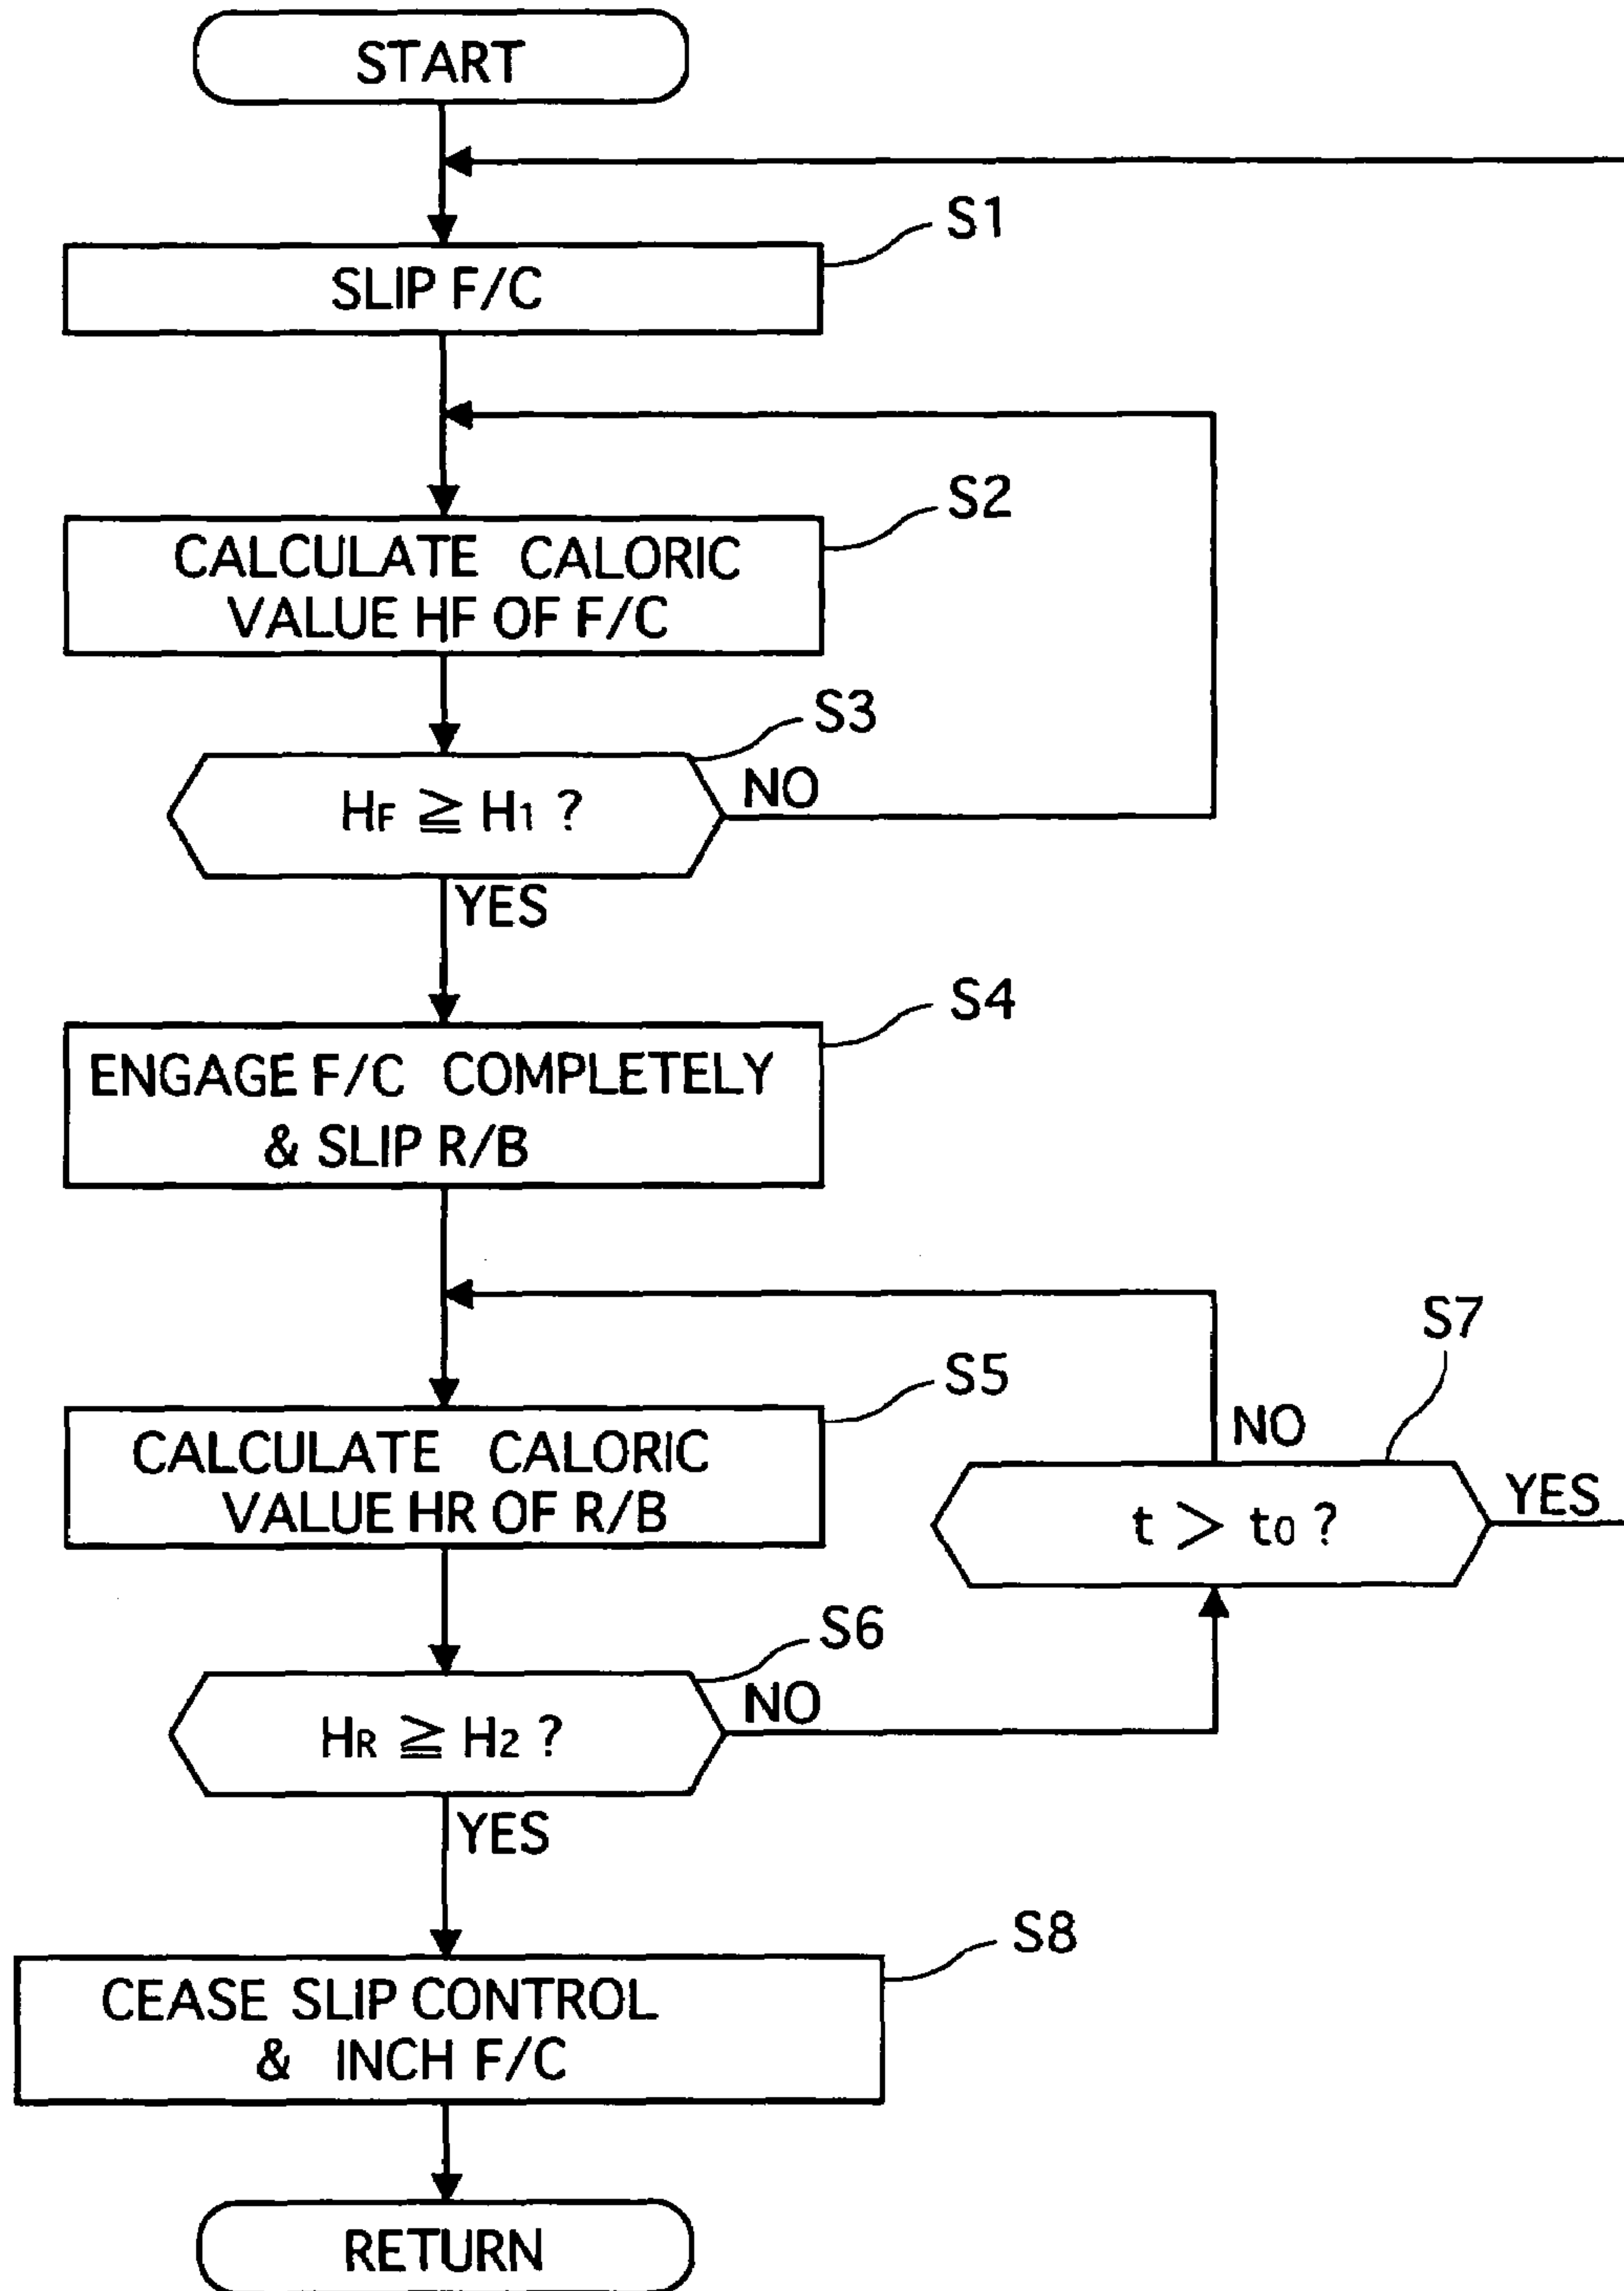 START
S1
SLIP F/C
S2
CALCULATE CALORIC
VALUE HF OF F/C
S3
HF ≧ H1 ?
NO
YES
S4
ENGAGE F/C COMPLETELY
& SLIP R/B
S7
S5
NO
CALCULATE CALORIC
VALUE HR OF R/B
t > t0 ?
YES
S6
HR ≧ H2 ?
NO
YES
S8
CEASE SLIP CONTROL
& INCH F/C
RETURN